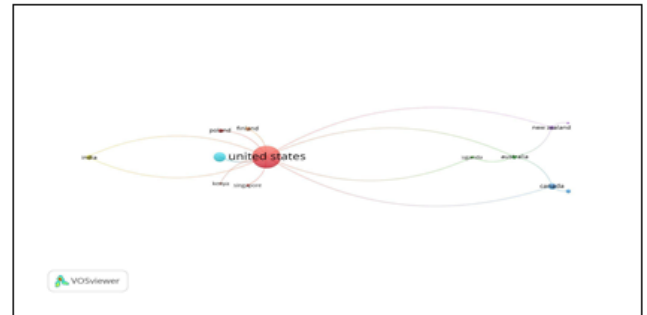 new zealand
poland
finland
india
united states
uganda
australia
kenya
singapore
canada
VOSviewer